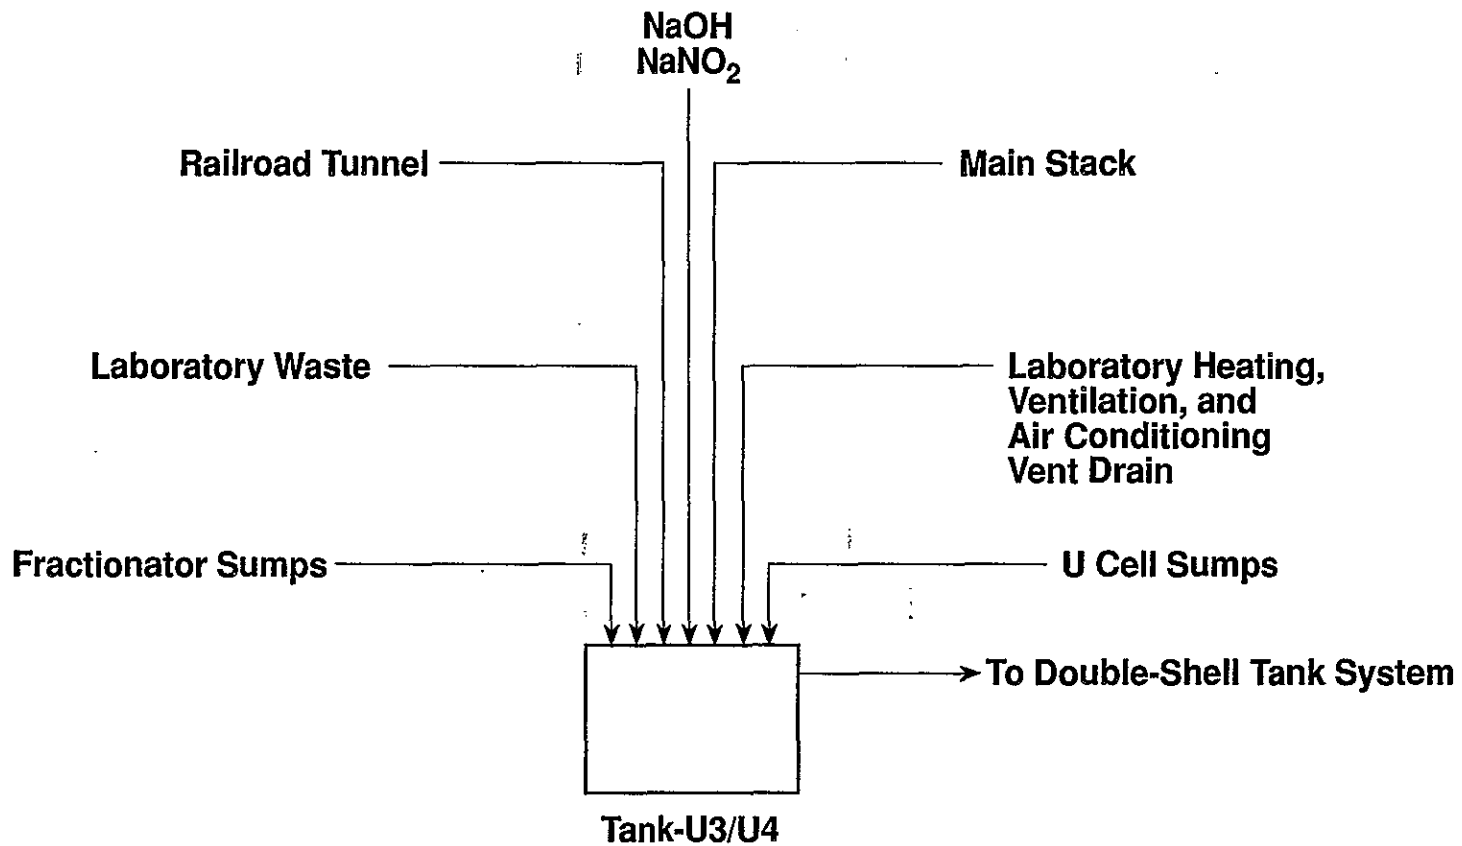 NaOH
NaNO₂
Railroad Tunnel
Main Stack
Laboratory Waste
Laboratory Heating,
Ventilation, and
Air Conditioning
Vent Drain
Fractionator Sumps
U Cell Sumps
To Double-Shell Tank System
Tank-U3/U4